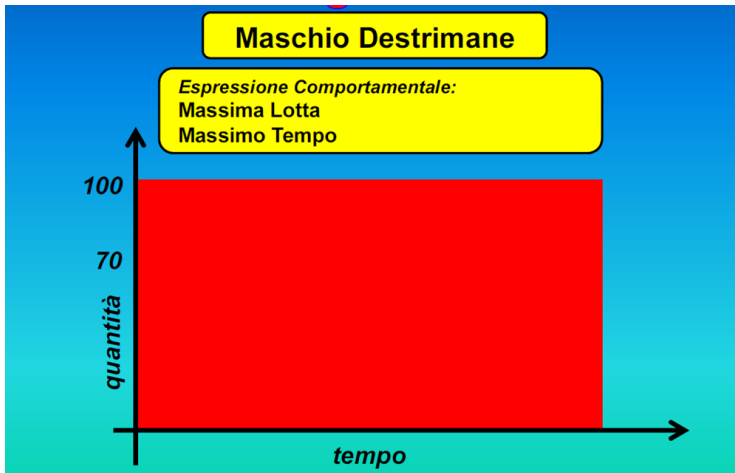 Maschio Destrimane
Espressione Comportamentale:
Massima Lotta
Massimo Tempo
100
70
quantità
tempo